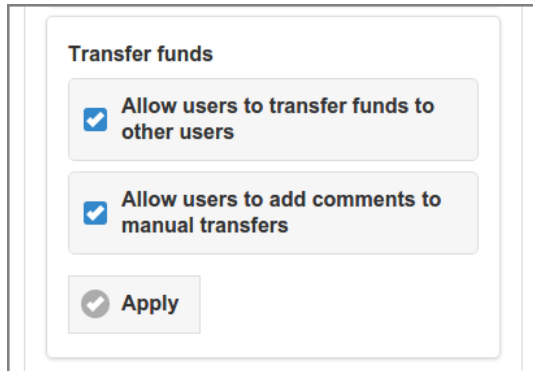 Transfer funds
Allow users to transfer funds to
other users
Allow users to add comments to
manual transfers
Apply